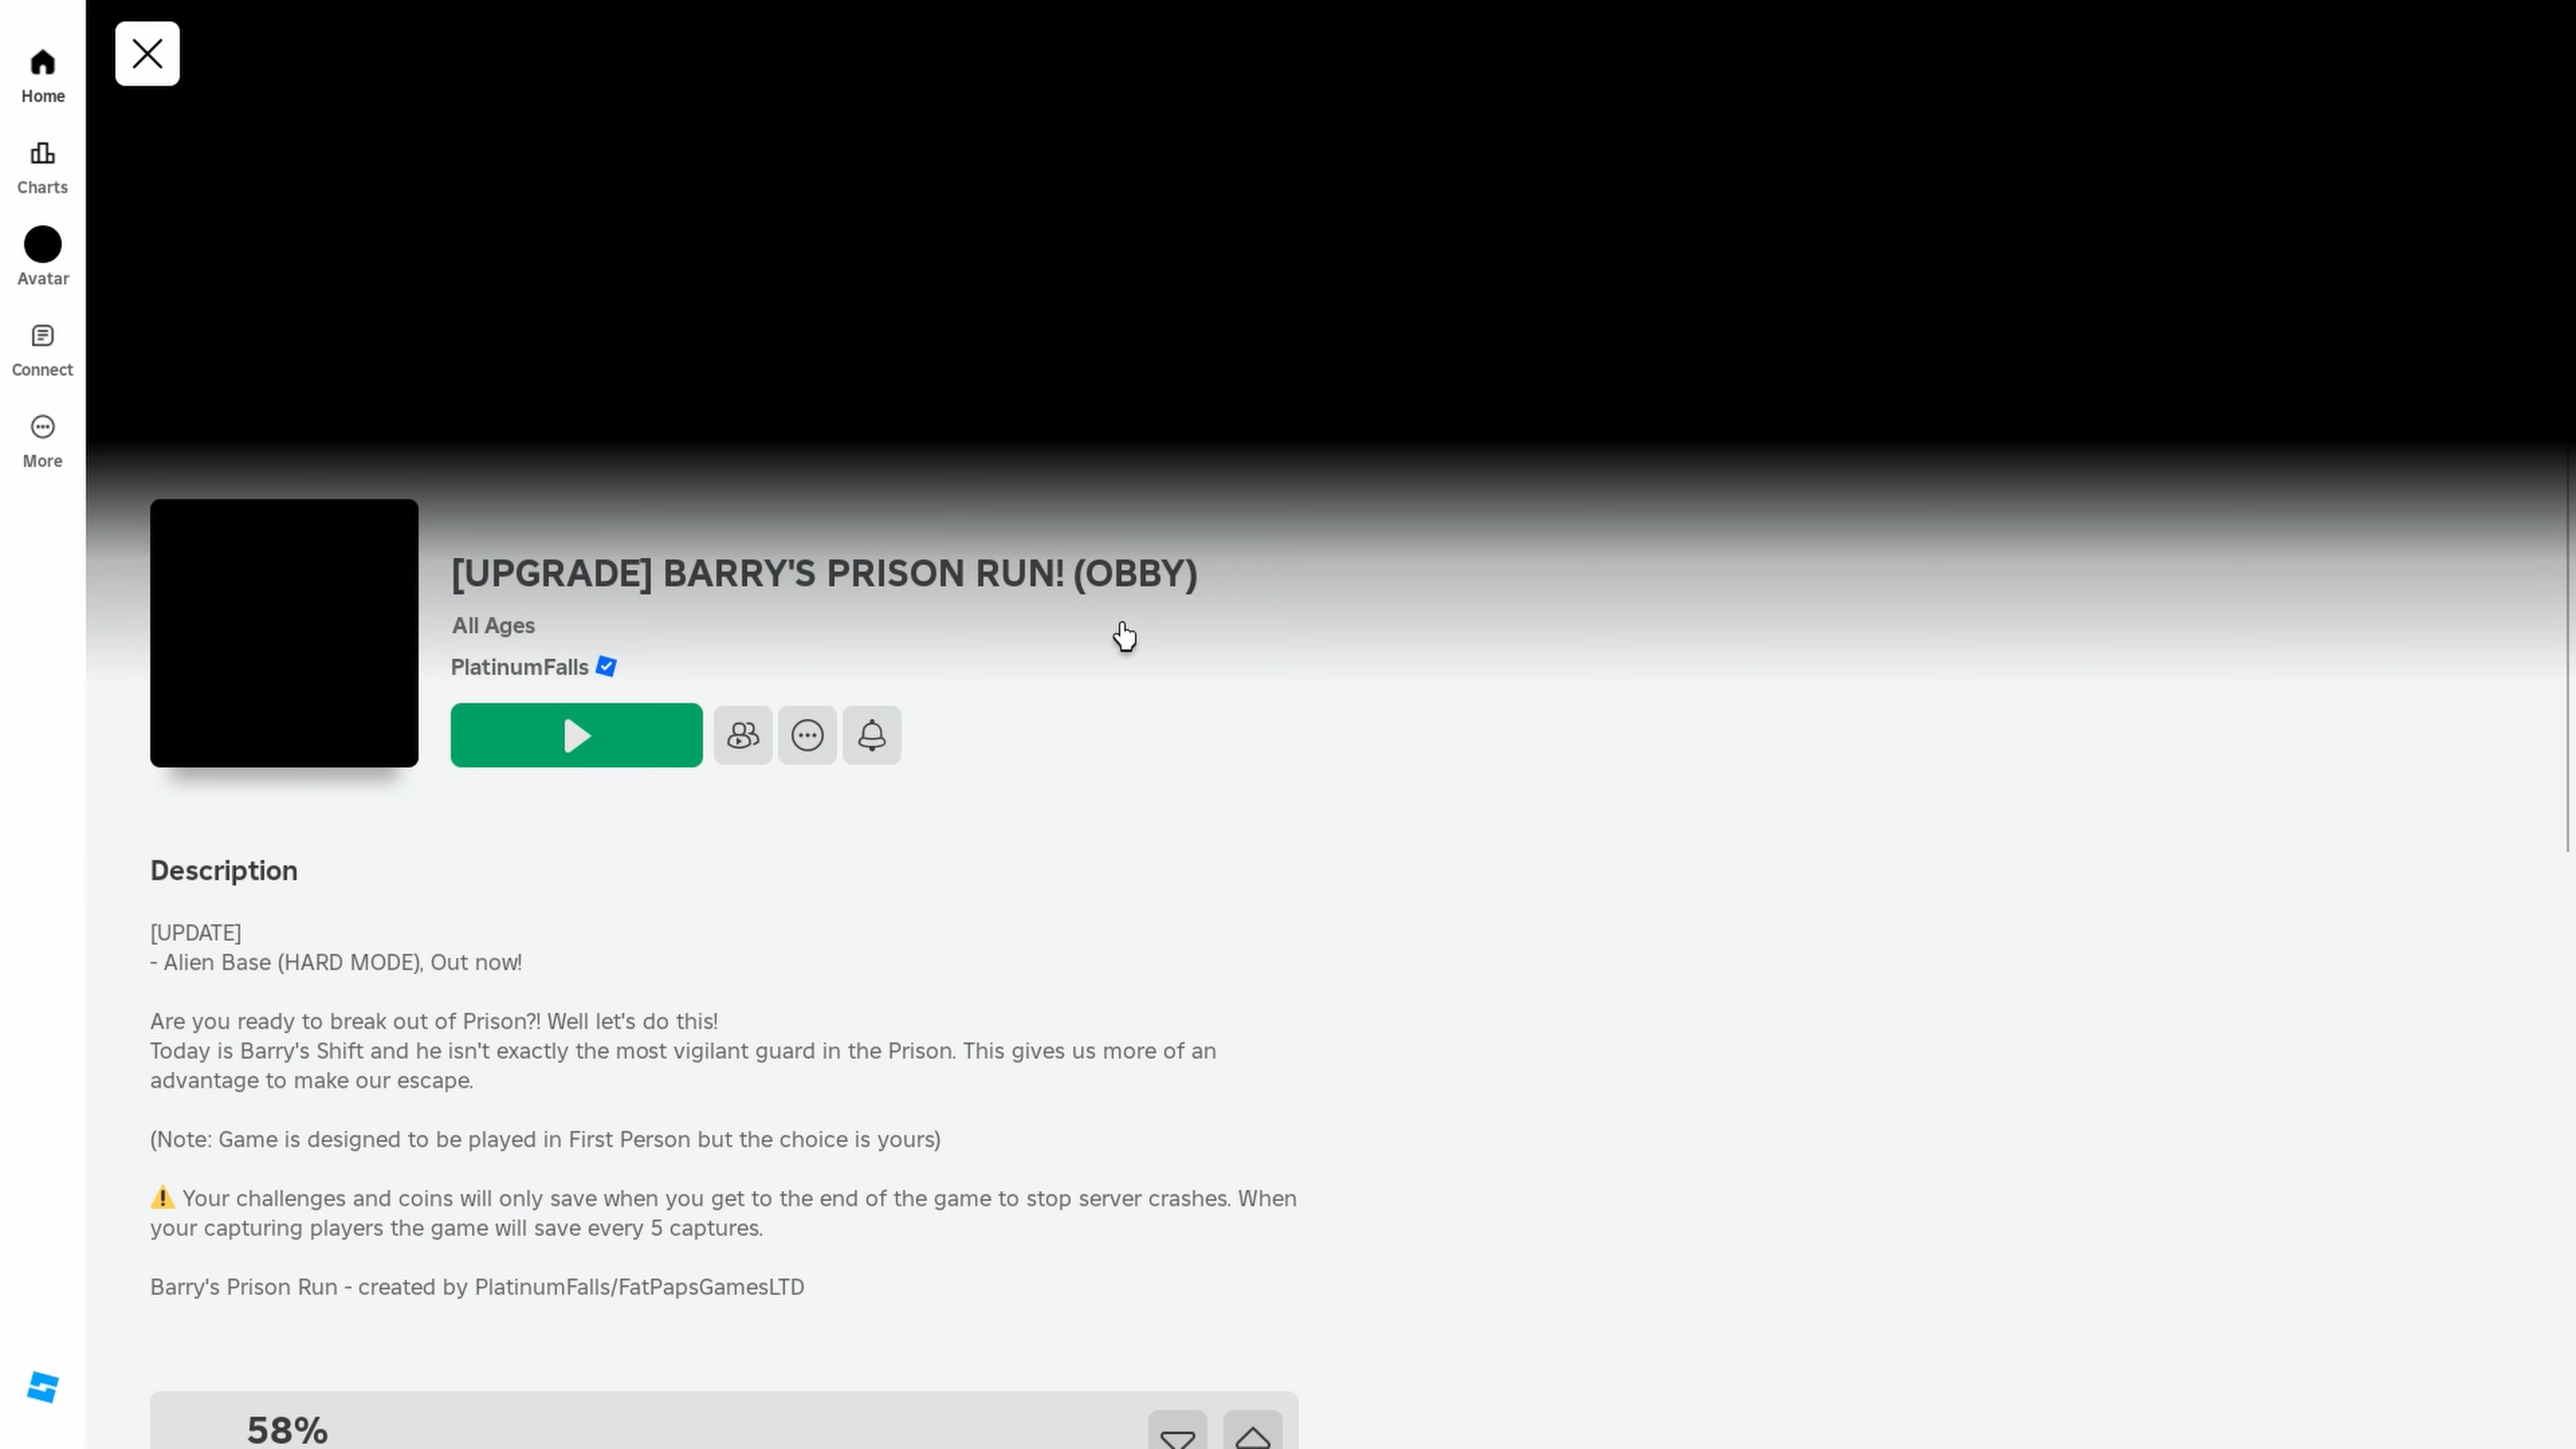 Home
Charts
Avatar
Connect
More
[UPGRADE] BARRY'S PRISON RUN! (OBBY)
All Ages
PlatinumFalls
Description
[UPDATE]
- Alien Base (HARD MODE), Out now!
Are you ready to break out of Prison?! Well let's do this!
Today is Barry's Shift and he isn't exactly the most vigilant guard in the Prison. This gives us more of an
advantage to make our escape.
(Note: Game is designed to be played in First Person but the choice is yours)
⚠️ Your challenges and coins will only save when you get to the end of the game to stop server crashes. When
your capturing players the game will save every 5 captures.
Barry's Prison Run - created by PlatinumFalls/FatPapsGamesLTD
58%